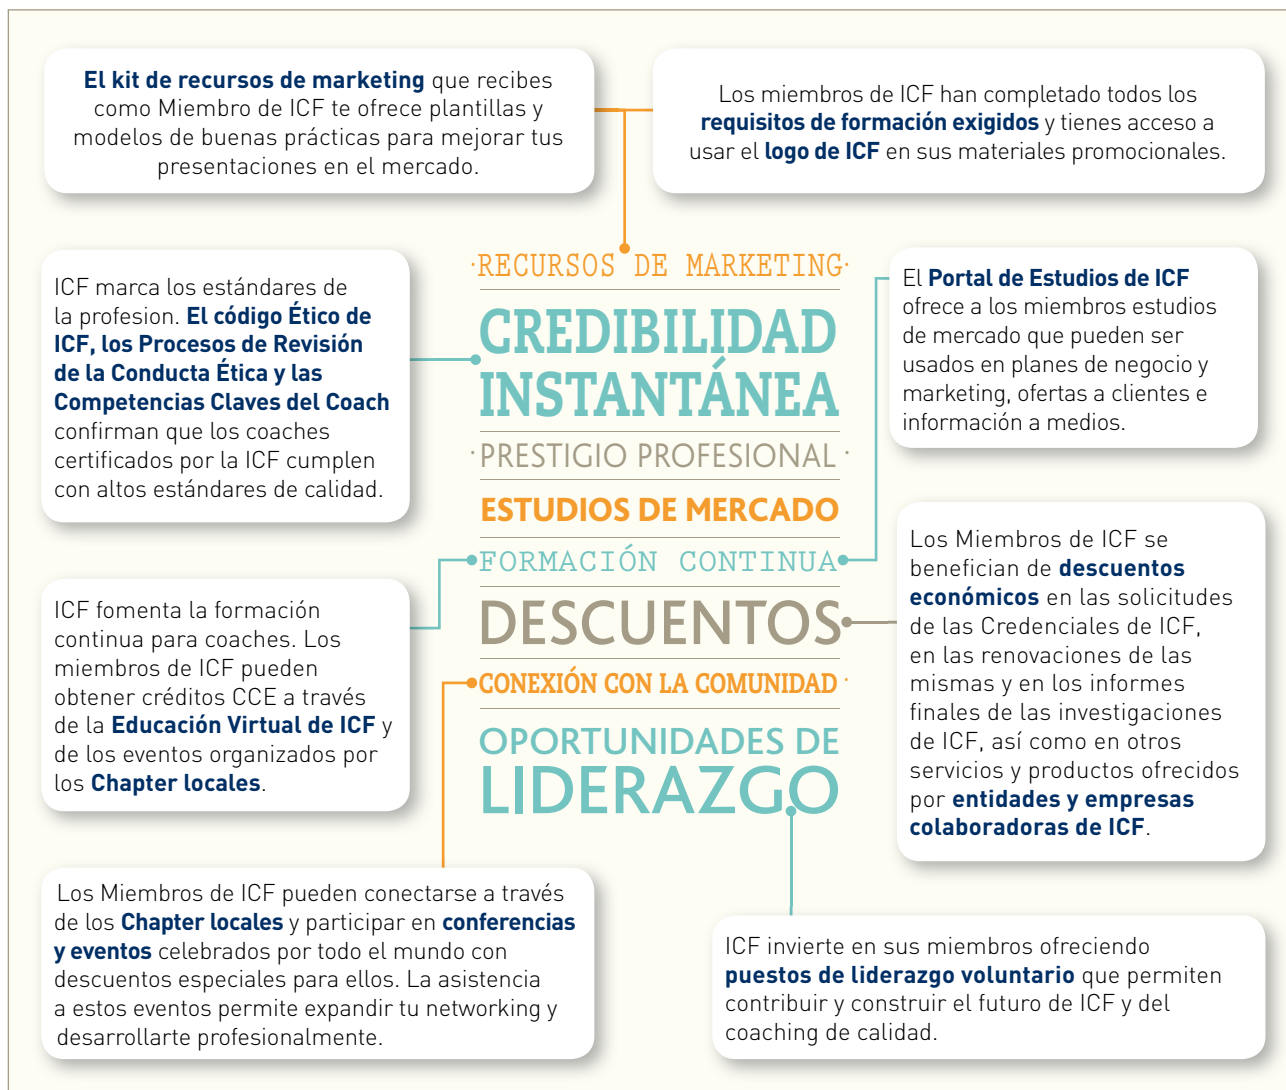 El kit de recursos de marketing que recibes
como Miembro de ICF te ofrece plantillas y
modelos de buenas prácticas para mejorar tus
presentaciones en el mercado.
Los miembros de ICF han completado todos los
requisitos de formación exigidos y tienes acceso a
usar el logo de ICF en sus materiales promocionales.
ICF marca los estándares de
la profesion. El código Ético de
ICF, los Procesos de Revisión
de la Conducta Ética y las
Competencias Claves del Coach
confirman que los coaches
certificados por la ICF cumplen
con altos estándares de calidad.
ICF fomenta la formación
continua para coaches. Los
miembros de ICF pueden
obtener créditos CCE a través
de la Educación Virtual de ICF y
de los eventos organizados por
los Chapter locales.
·RECURSOS DE MARKETING·
CREDIBILIDAD
INSTANTÁNEA
·PRESTIGIO PROFESIONAL·
ESTUDIOS DE MERCADO
FORMACIÓN CONTINUA
DESCUENTOS
CONEXIÓN CON LA COMUNIDAD·
OPORTUNIDADES DE
LIDERAZGO
El Portal de Estudios de ICF
ofrece a los miembros estudios
de mercado que pueden ser
usados en planes de negocio y
marketing, ofertas a clientes e
información a medios.
Los Miembros de ICF se
benefician de descuentos
económicos en las solicitudes
de las Credenciales de ICF,
en las renovaciones de las
mismas y en los informes
finales de las investigaciones
de ICF, así como en otros
servicios y productos ofrecidos
por entidades y empresas
colaboradoras de ICF.
Los Miembros de ICF pueden conectarse a través
de los Chapter locales y participar en conferencias
y eventos celebrados por todo el mundo con
descuentos especiales para ellos. La asistencia
a estos eventos permite expandir tu networking y
desarrollarte profesionalmente.
ICF invierte en sus miembros ofreciendo
puestos de liderazgo voluntario que permiten
contribuir y construir el futuro de ICF y del
coaching de calidad.